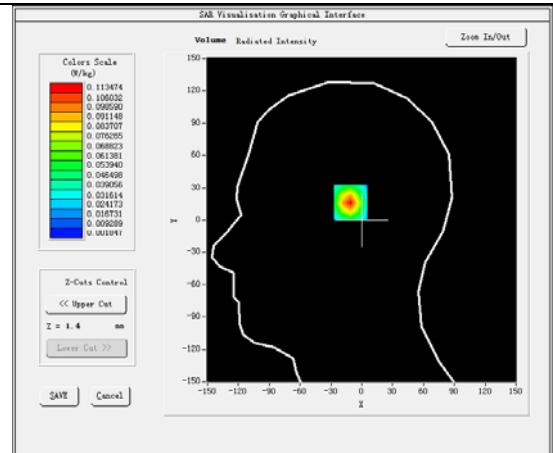 SAR Visualisation Graphical Interface
Volume Radiated Intensity
Zoom In/Out
Colors Scale
(W/kg)
0.113474
0.106032
0.098590
0.091148
0.083707
0.076265
0.068823
0.061381
0.053940
0.046498
0.039056
0.031614
0.024173
0.016731
0.009289
0.001847
150
120
90
60
30
0
-30
-60
-90
-120
-150
Y
-150 -120 -90 -60 -30 0 30 60 90 120 150
X
Z-Cuts Control
<< Upper Cut
Z = 1.4 mm
Lower Cut >>
SAVE Cancel